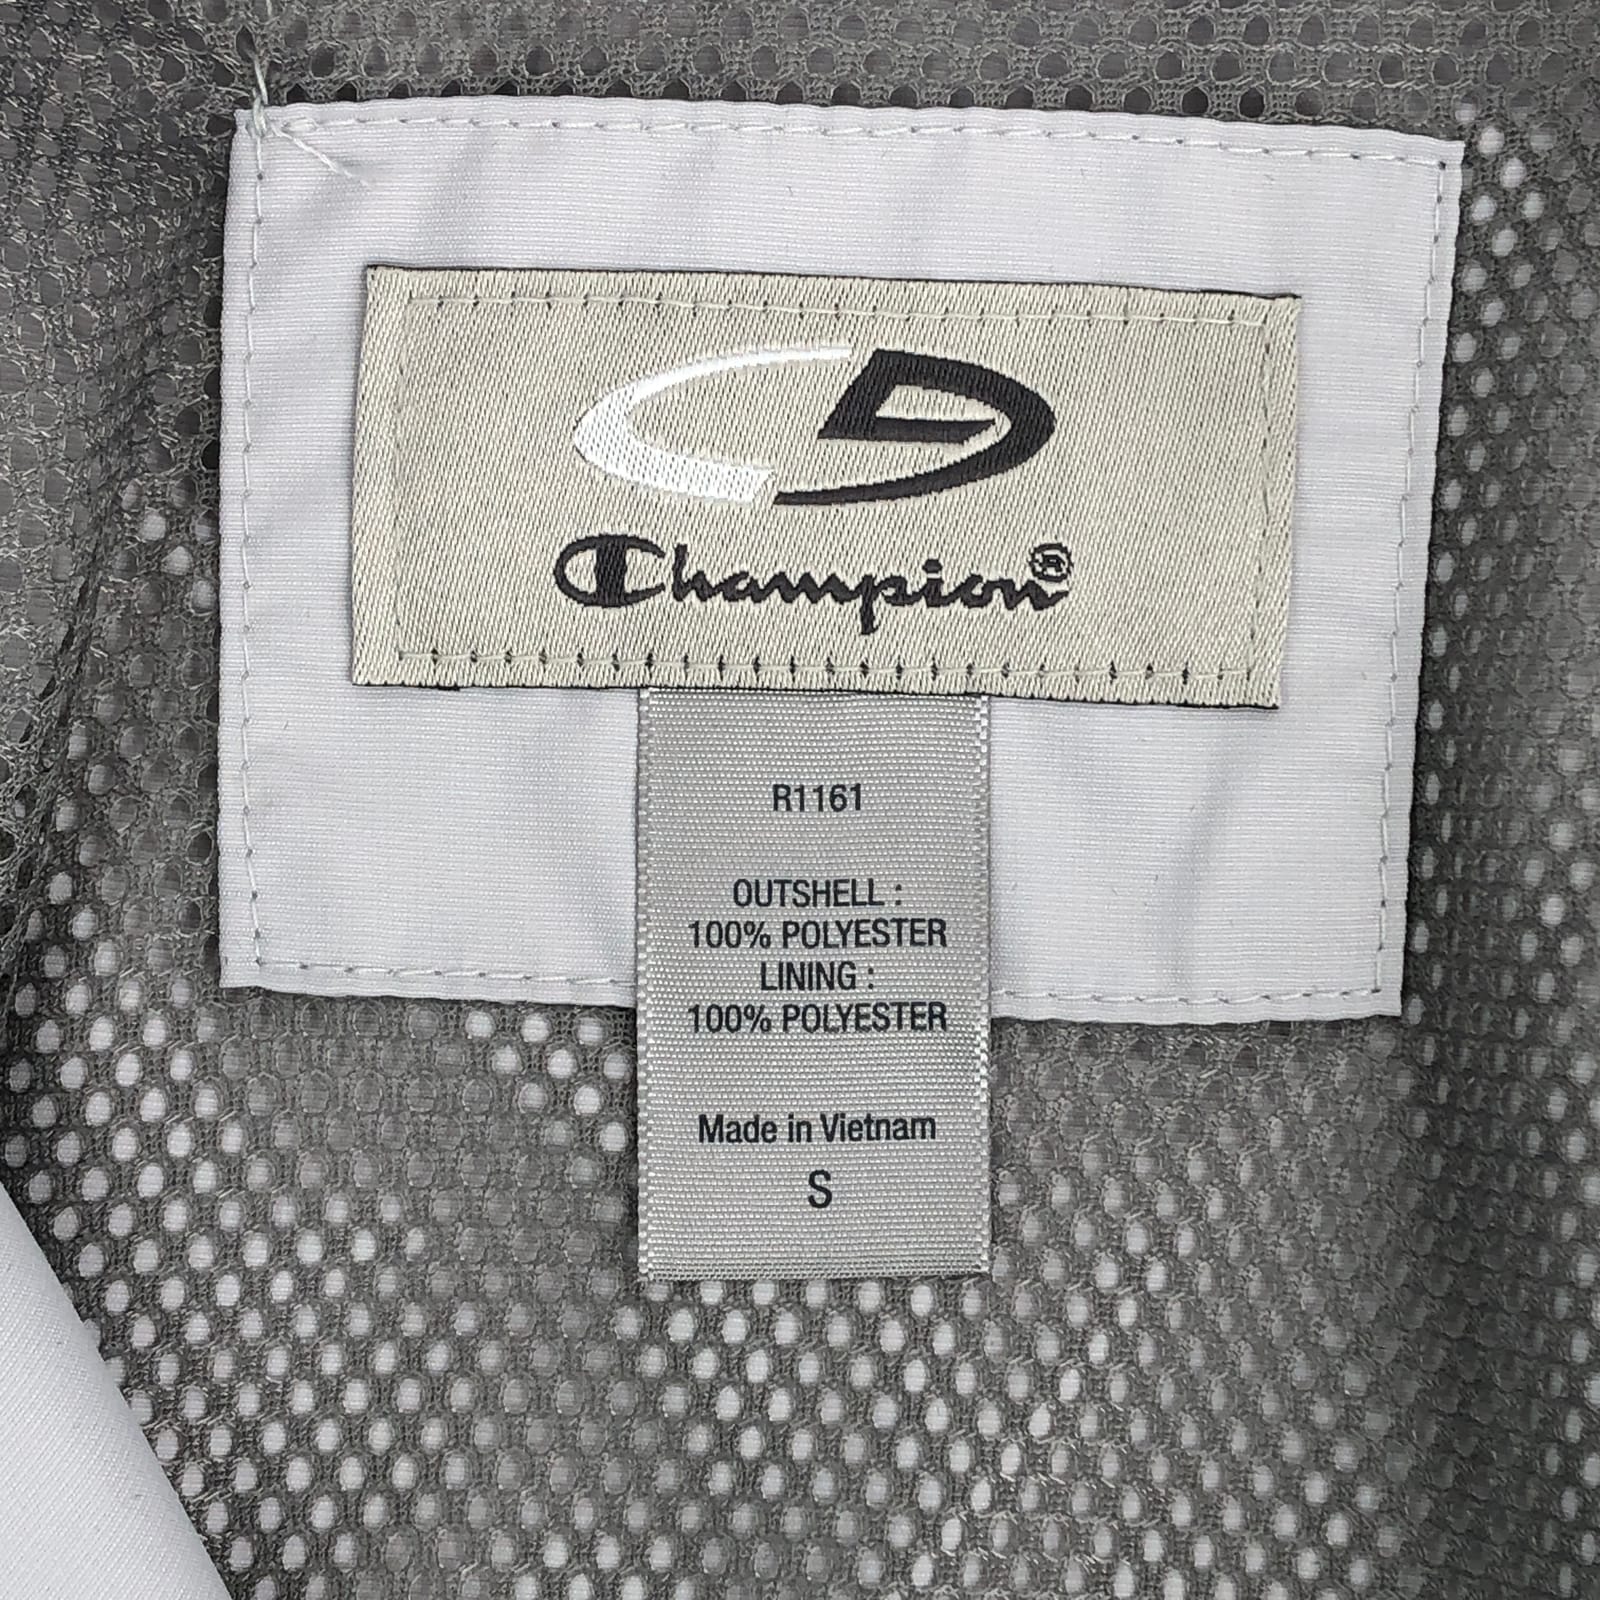 Champion®
R1161
OUTSHELL :
100% POLYESTER
LINING :
100% POLYESTER
Made in Vietnam
S